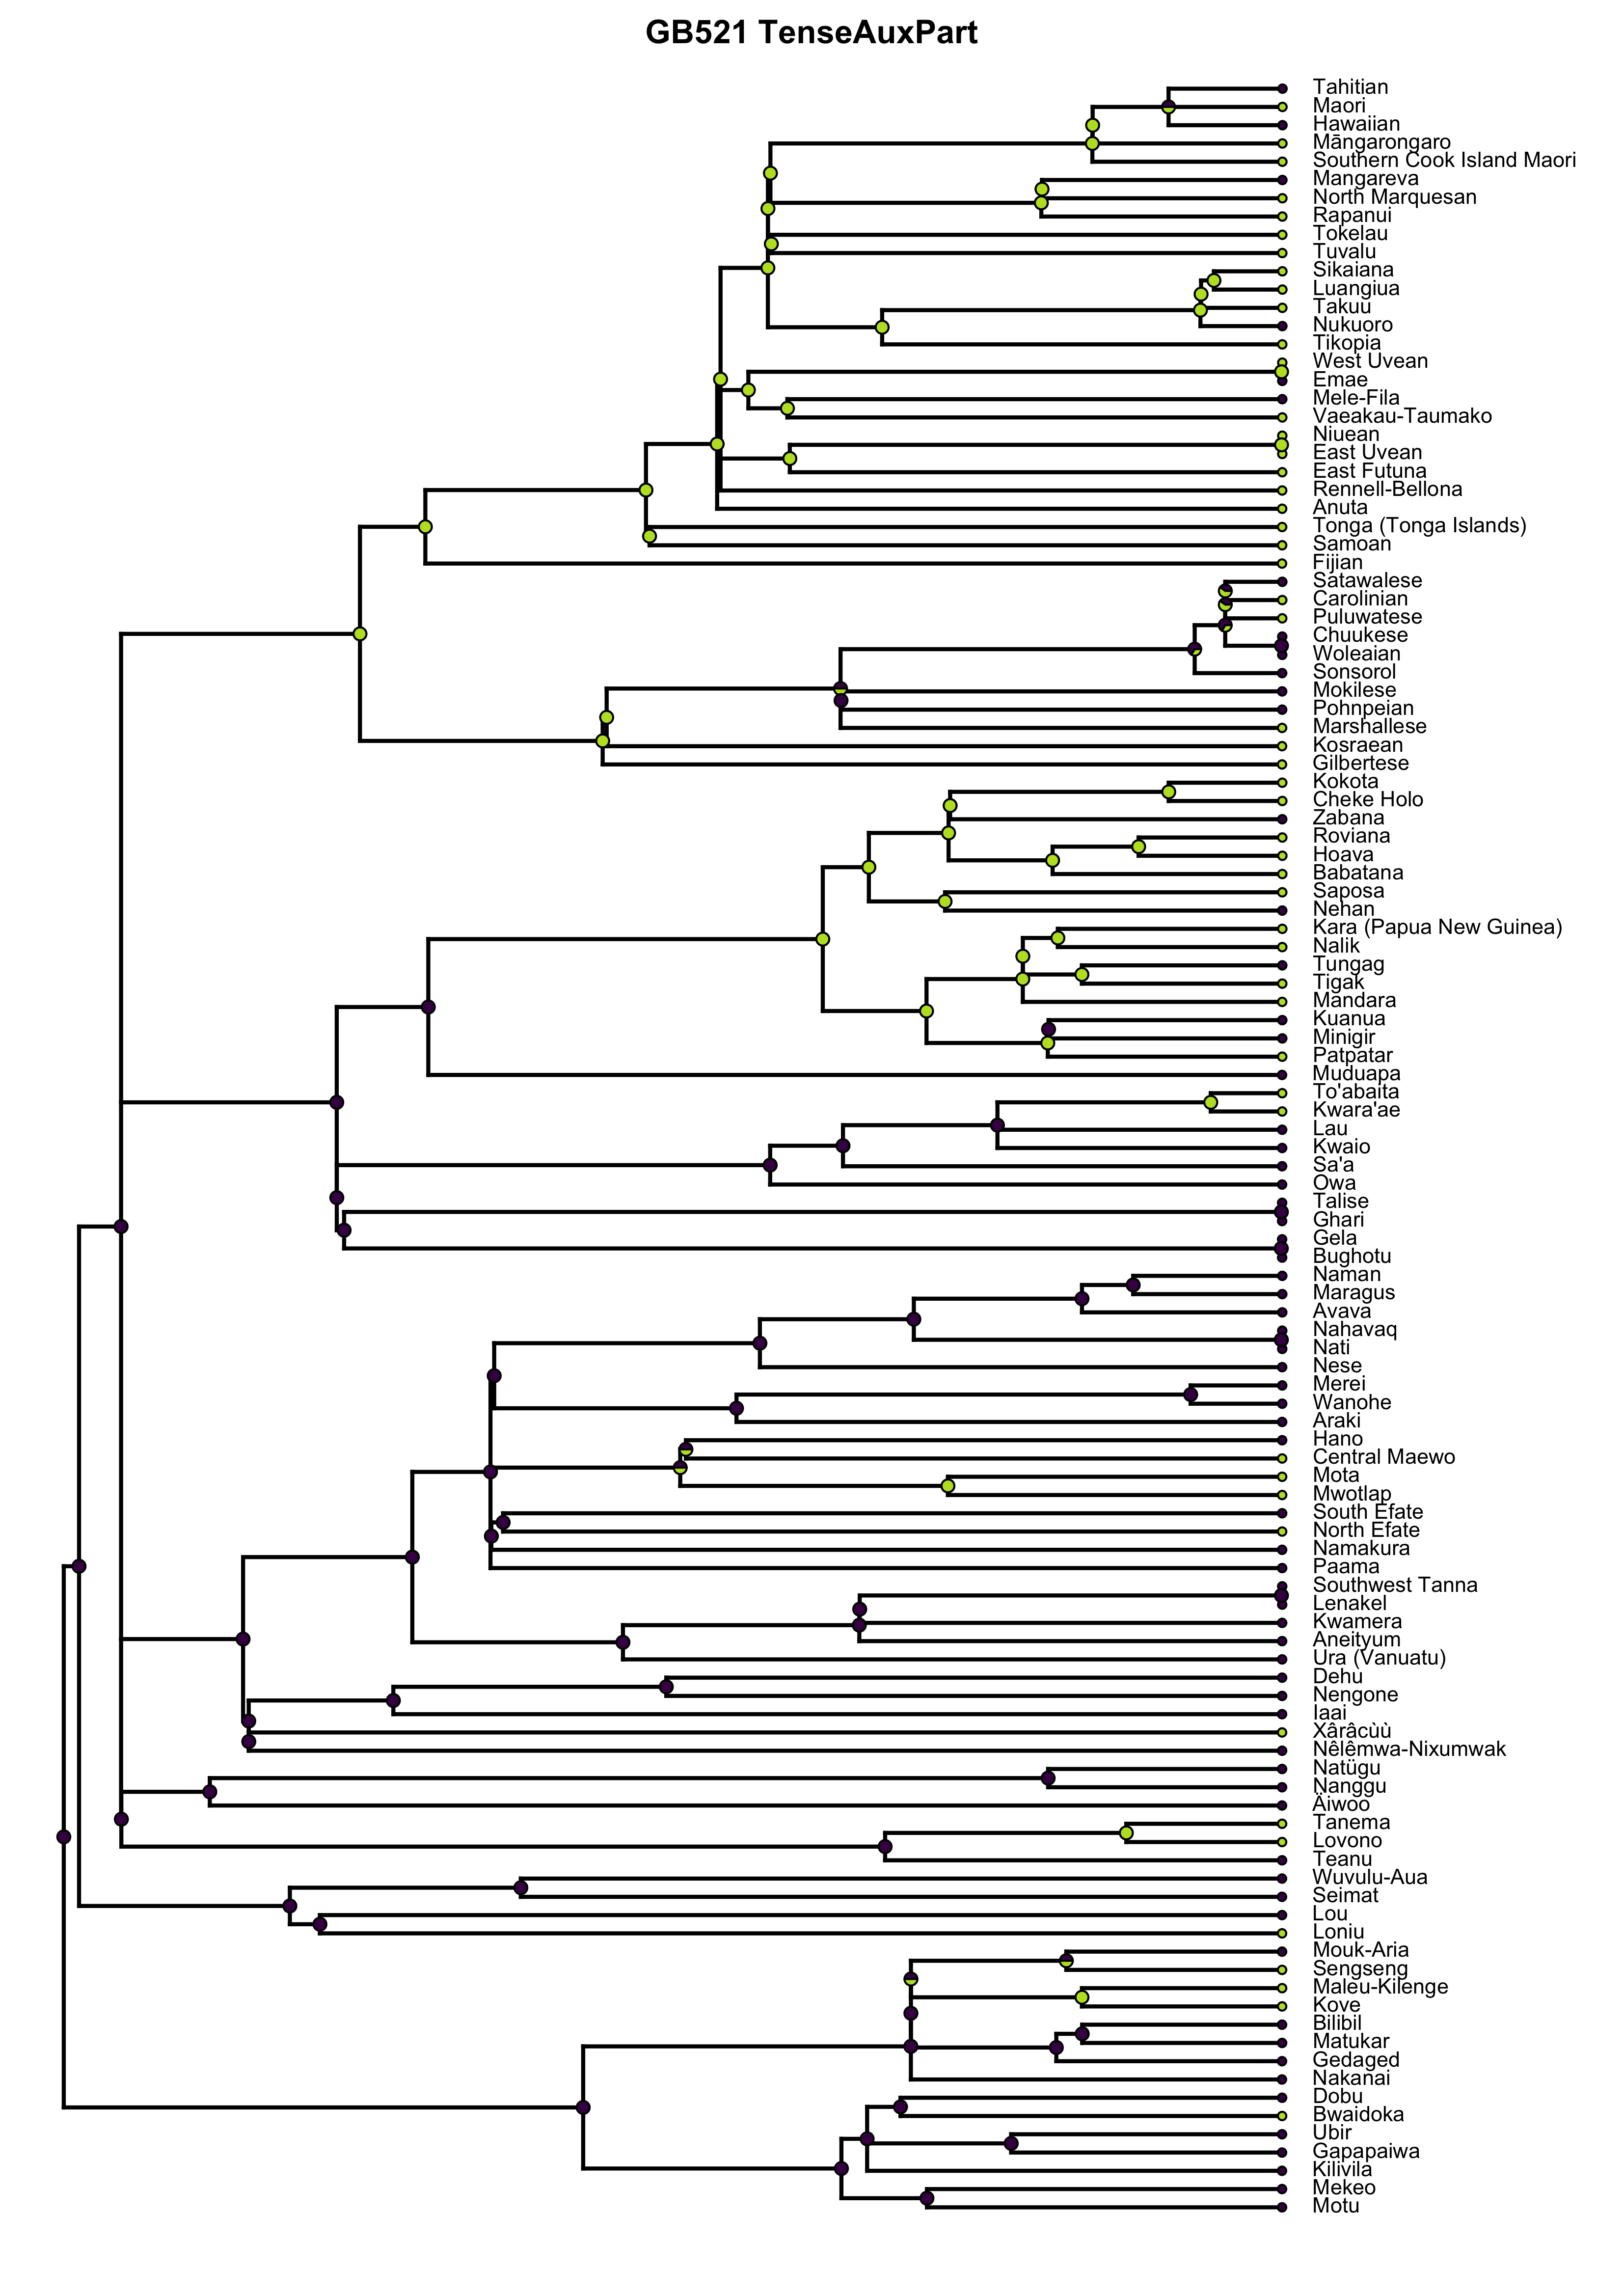 GB521 TenseAuxPart
Tahitian
Maori
Hawaiian
Māngarongaro
Southern Cook Island Maori
Mangareva
North Marquesan
Rapanui
Tokelau
Tuvalu
Sikaiana
Luangiua
Takuu
Nukuoro
Tikopia
West Uvean
Emae
Mele-Fila
Vaeakau-Taumako
Niuean
East Uvean
East Futuna
Rennell-Bellona
Anuta
Tonga (Tonga Islands)
Samoan
Fijian
Satawalese
Carolinian
Puluwatese
Chuukese
Woleaian
Sonsorol
Mokilese
Pohnpeian
Marshallese
Kosraean
Gilbertese
Kokota
Cheke Holo
Zabana
Roviana
Hoava
Babatana
Saposa
Nehan
Kara (Papua New Guinea)
Nalik
Tungag
Tigak
Mandara
Kuanua
Minigir
Patpatar
Muduapa
To'abaita
Kwara'ae
Lau
Kwaio
Sa'a
Owa
Talise
Ghari
Gela
Bughotu
Naman
Maragus
Avava
Nahavaq
Nati
Nese
Merei
Wanohe
Araki
Hano
Central Maewo
Mota
Mwotlap
South Efate
North Efate
Namakura
Paama
Southwest Tanna
Lenakel
Kwamera
Aneityum
Ura (Vanuatu)
Dehu
Nengone
Iaai
Xârâcùù
Nêlêmwa-Nixumwak
Natügu
Nanggu
Äiwoo
Tanema
Lovono
Teanu
Wuvulu-Aua
Seimat
Lou
Loniu
Mouk-Aria
Sengseng
Maleu-Kilenge
Kove
Bilibil
Matukar
Gedaged
Nakanai
Dobu
Bwaidoka
Ubir
Gapapaiwa
Kilivila
Mekeo
Motu